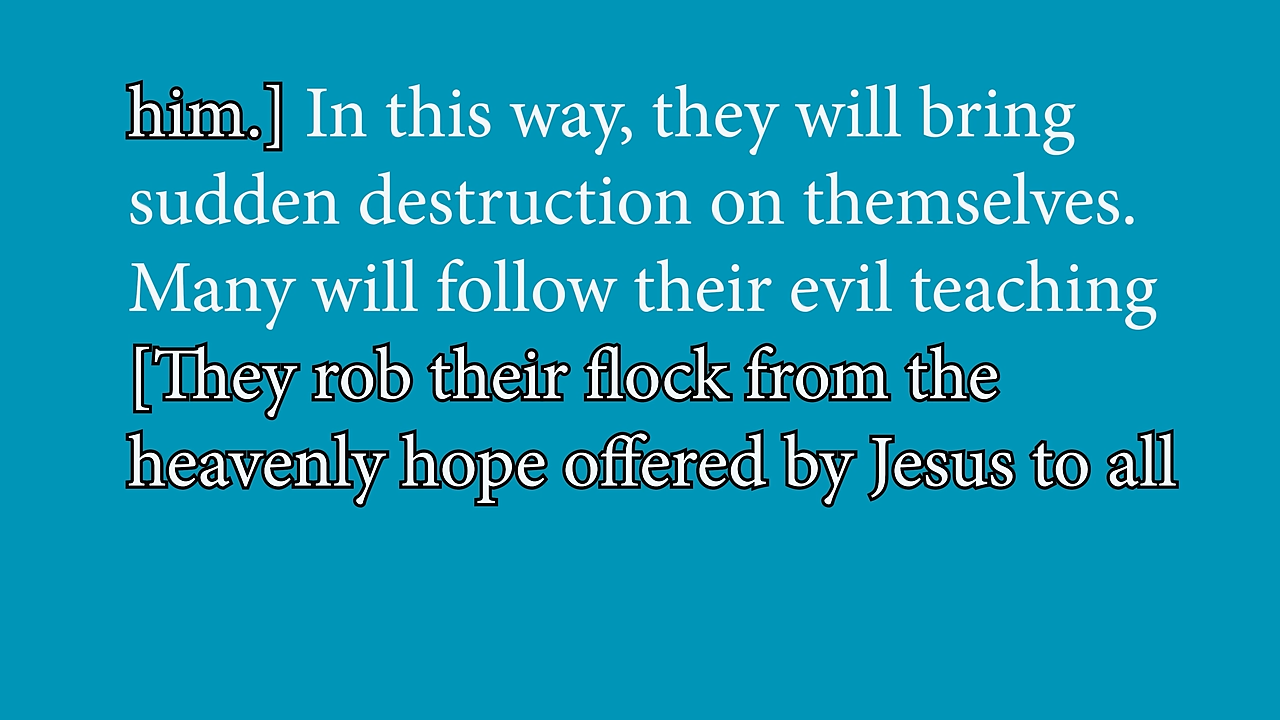 him.] In this way, they will bring
sudden destruction on themselves.
Many will follow their evil teaching
[They rob their flock from the
heavenly hope offered by Jesus to all